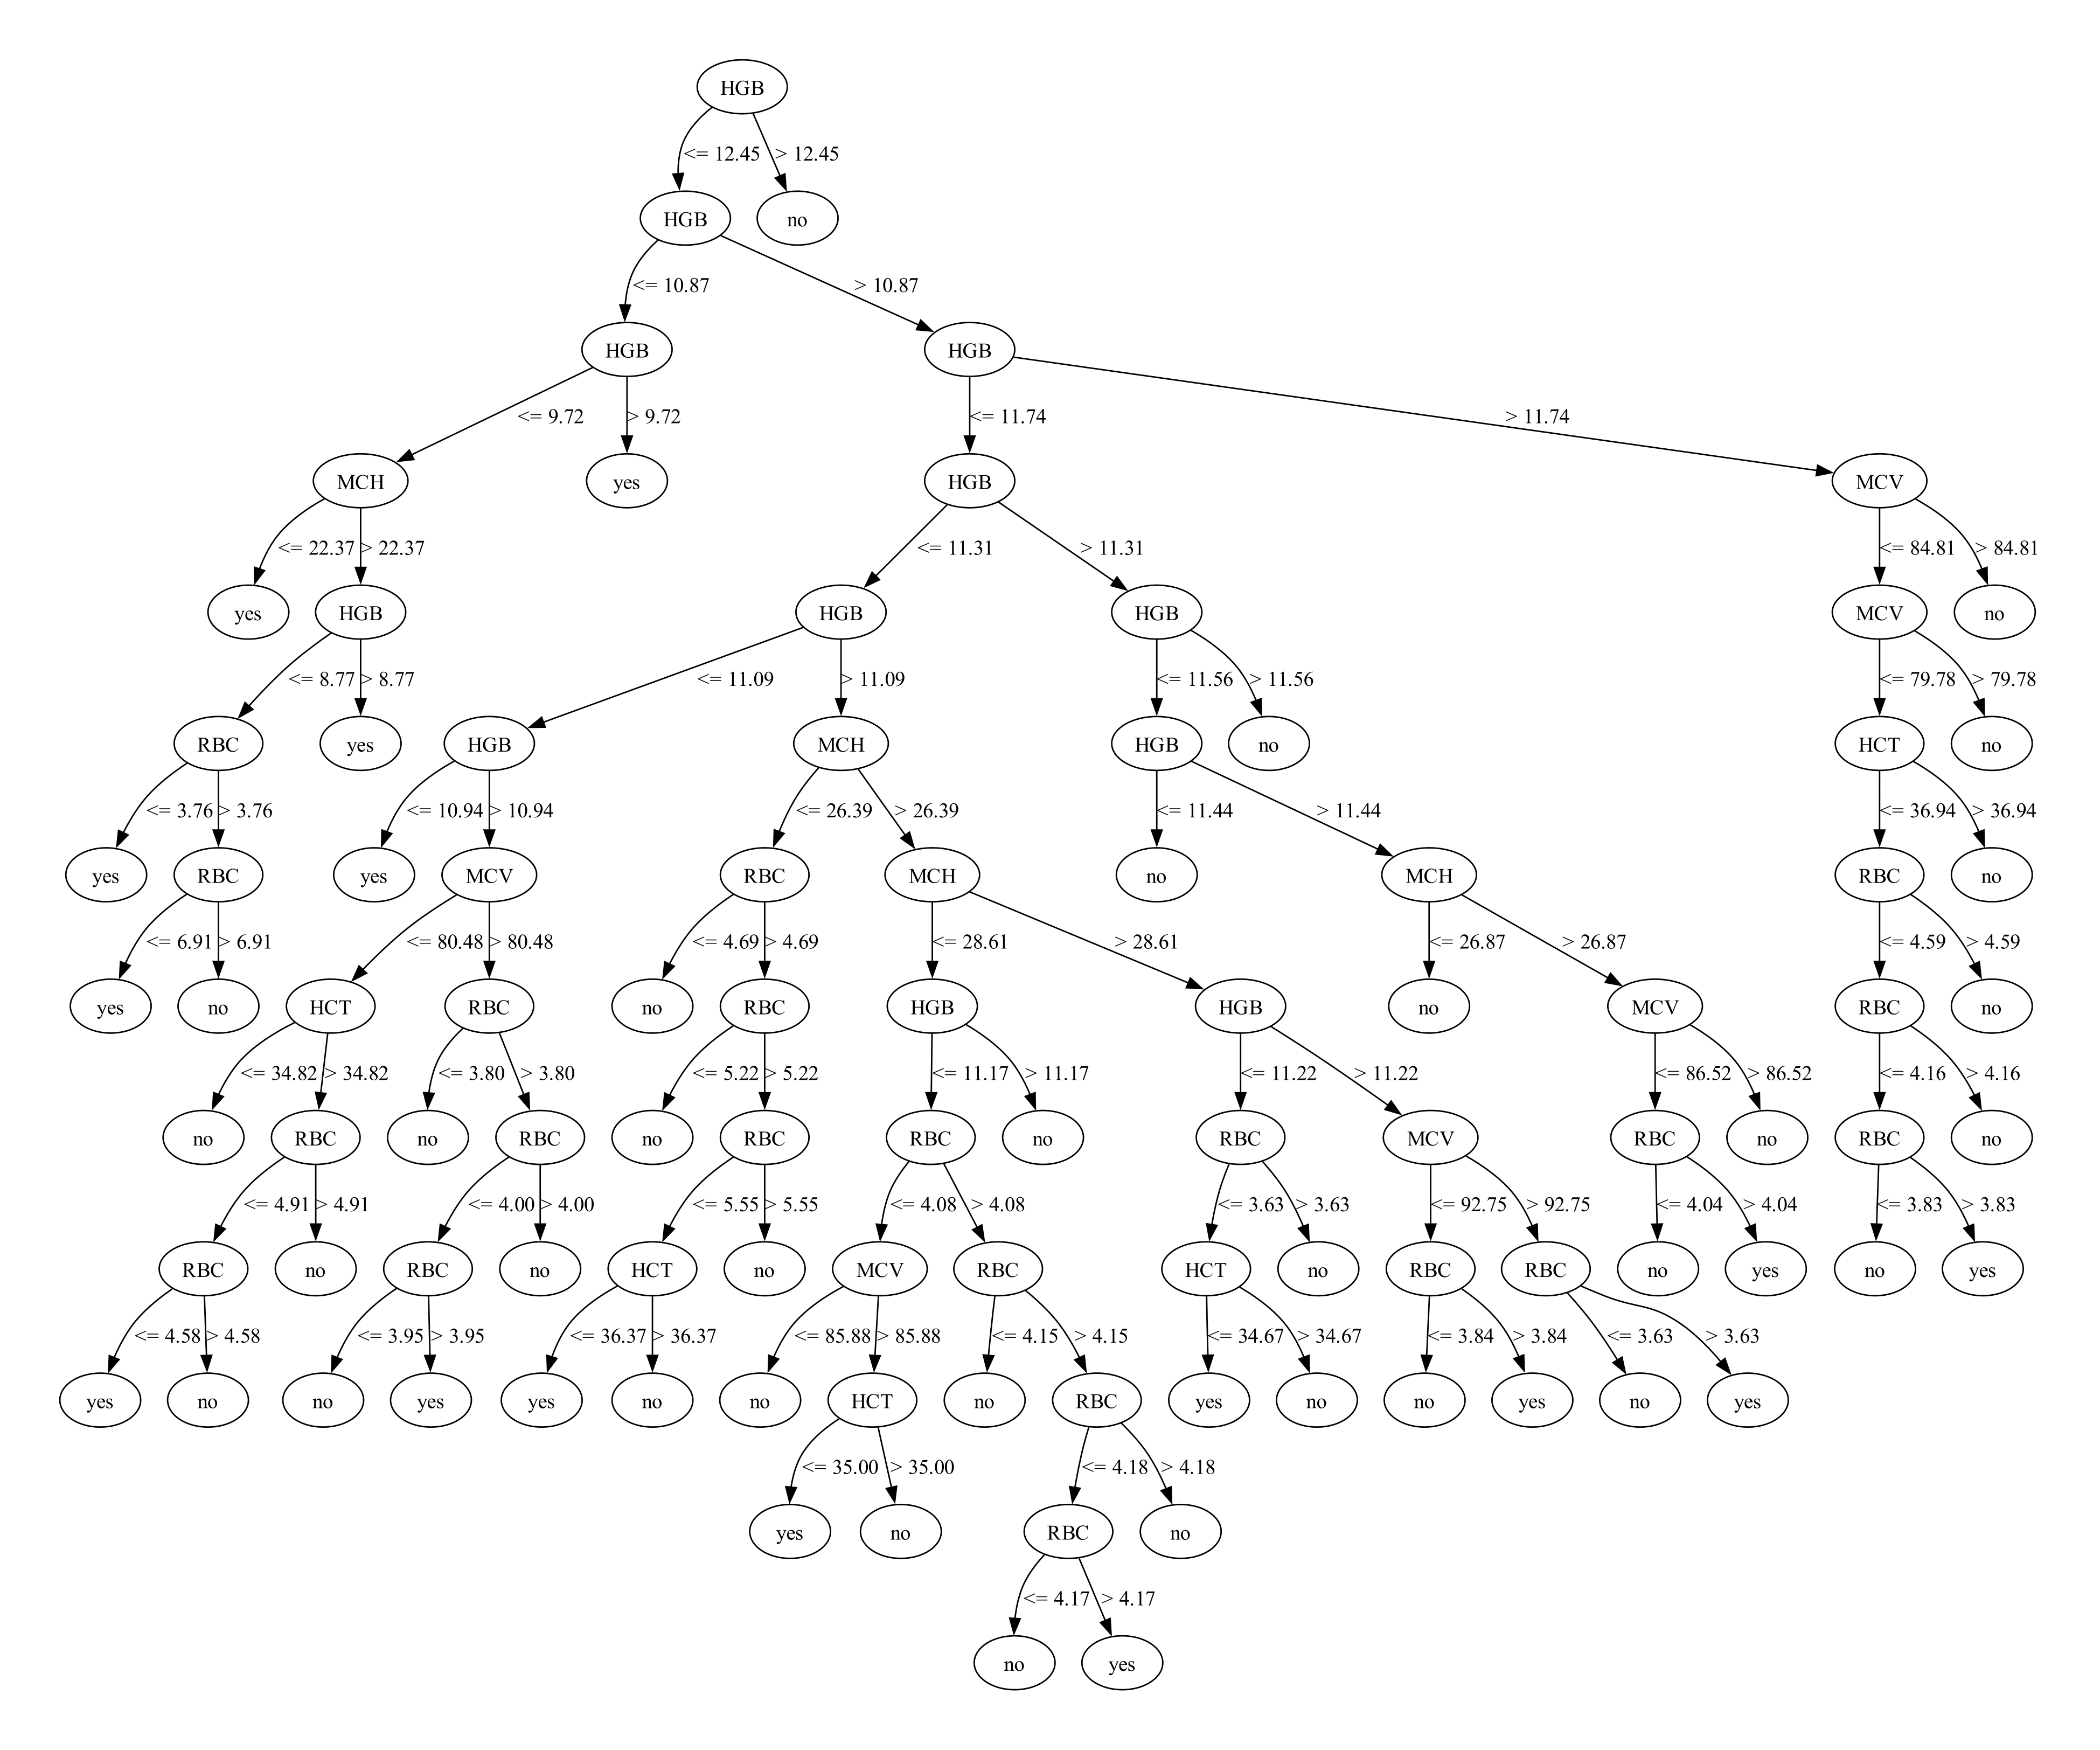 HGB
<= 12.45 > 12.45
HGB no
<= 10.87 > 10.87
HGB HGB
<= 9.72 > 9.72 <= 11.74 > 11.74
MCH yes HGB MCV
<= 22.37 > 22.37 <= 11.31 > 11.31 <= 84.81 > 84.81
yes HGB HGB HGB MCV no
<= 8.77 > 8.77 <= 11.09 > 11.09 <= 11.56 > 11.56 <= 79.78 > 79.78
RBC yes HGB MCH HGB no HCT no
<= 3.76 > 3.76 <= 10.94 > 10.94 <= 26.39 > 26.39 <= 11.44 > 11.44 <= 36.94 > 36.94
yes RBC yes MCV RBC MCH no MCH RBC no
<= 6.91 > 6.91 <= 80.48 > 80.48 <= 4.69 > 4.69 <= 28.61 > 28.61 <= 26.87 > 26.87 <= 4.59 > 4.59
yes no HCT RBC no RBC HGB HGB no MCV RBC no
<= 34.82 > 34.82 <= 3.80 > 3.80 <= 5.22 > 5.22 <= 11.17 > 11.17 <= 11.22 > 11.22 <= 86.52 > 86.52 <= 4.16 > 4.16
no RBC no RBC no RBC RBC no RBC MCV RBC no RBC no
<= 4.91 > 4.91 <= 4.00 > 4.00 <= 5.55 > 5.55 <= 4.08 > 4.08 <= 3.63 > 3.63 <= 92.75 > 92.75 <= 4.04 > 4.04 <= 3.83 > 3.83
RBC no RBC no HCT no MCV RBC HCT no RBC RBC no yes no yes
<= 4.58 > 4.58 <= 3.95 > 3.95 <= 36.37 > 36.37 <= 85.88 > 85.88 <= 4.15 > 4.15 <= 34.67 > 34.67 <= 3.84 > 3.84 <= 3.63 > 3.63
yes no no yes yes no no HCT no RBC yes no no yes no yes
<= 35.00 > 35.00 <= 4.18 > 4.18
yes no RBC no
<= 4.17 > 4.17
no yes